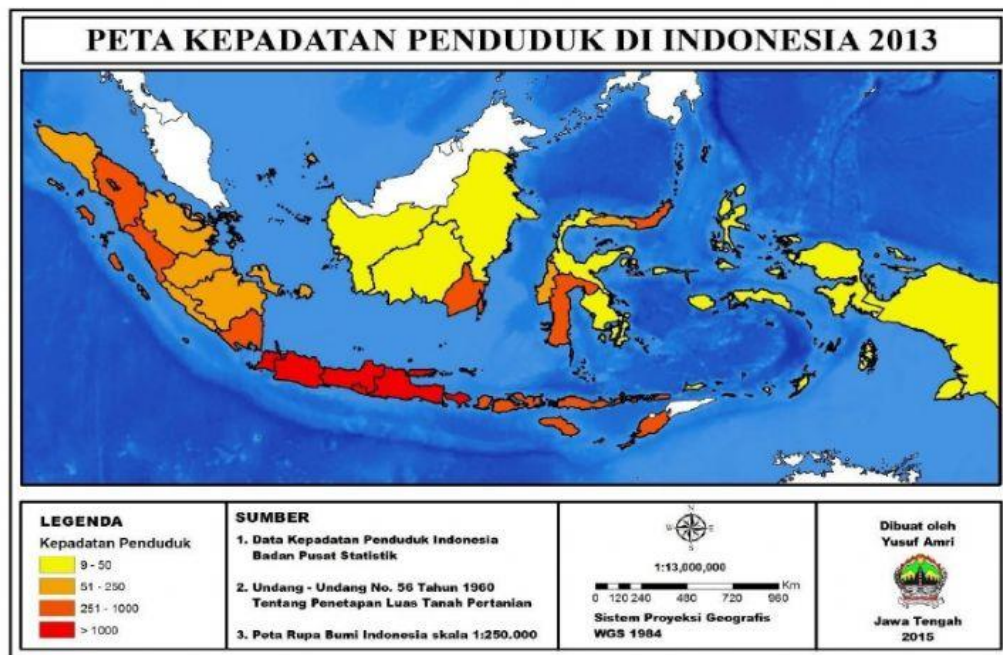 PETA KEPADATAN PENDUDUK DI INDONESIA 2013
LEGENDA
Kepadatan Penduduk
9 - 50
51 - 250
251 - 1000
> 1000
SUMBER
1. Data Kepadatan Penduduk Indonesia
Badan Pusat Statistik
2. Undang - Undang No. 56 Tahun 1960
Tentang Penetapan Luas Tanah Pertanian
3. Peta Rupa Bumi Indonesia skala 1:250.000
N
W E
S
1:13,000,000
Km
0 120 240 480 720 960
Sistem Proyeksi Geografis
WGS 1984
Dibuat oleh
Yusuf Amri
Jawa Tengah
2015